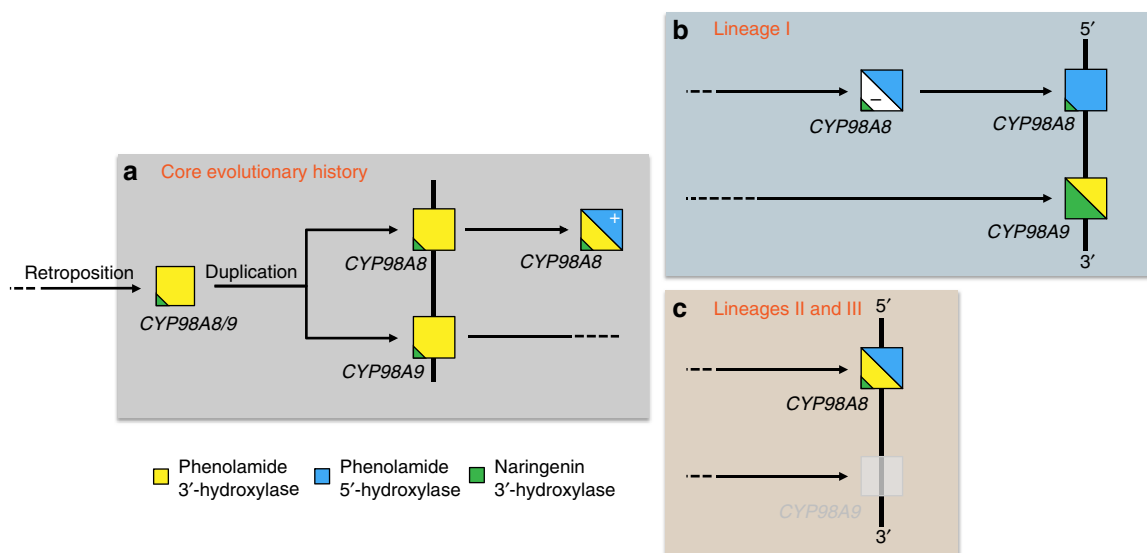 a Core evolutionary history
Retroposition
Duplication
CYP98A8/9
CYP98A8
CYP98A8
CYP98A9
+
Phenolamide
3′-hydroxylase
Phenolamide
5′-hydroxylase
Naringenin
3′-hydroxylase
b Lineage I
5′
–
CYP98A8
CYP98A8
CYP98A9
3′
c Lineages II and III
5′
CYP98A8
CYP98A9
3′